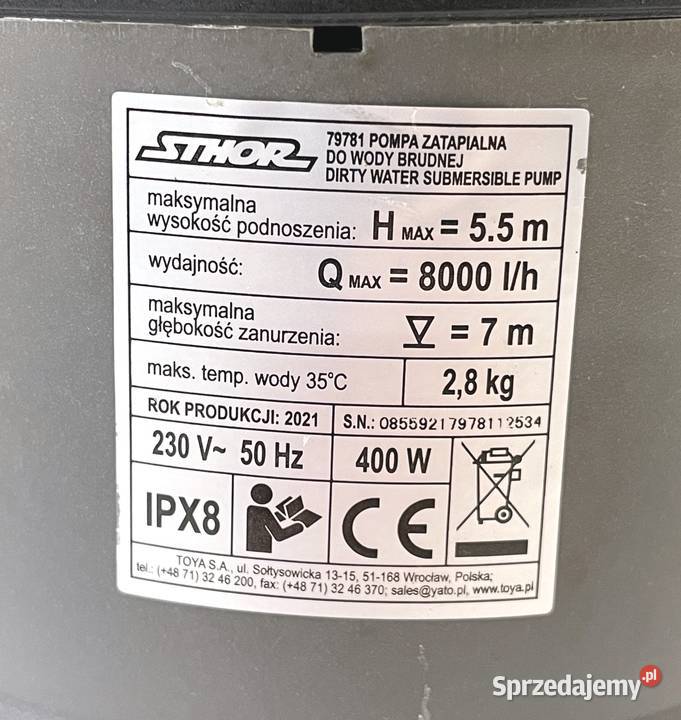 STHOR
79781 POMPA ZATAPIALNA
DO WODY BRUDNEJ
DIRTY WATER SUBMERSIBLE PUMP
maksymalna
wysokość podnoszenia: H MAX = 5.5 m
wydajność: Q MAX = 8000 l/h
maksymalna
głębokość zanurzenia: = 7 m
maks. temp. wody 35°C 2,8 kg
ROK PRODUKCJI: 2021 S.N.: 08559217978112534
230 V~ 50 Hz 400 W
IPX8 CE
TOYA S.A., ul. Sołtysowicka 13-15, 51-168 Wrocław, Polska;
tel.: (+48 71) 32 46 200, fax: (+48 71) 32 46 370; sales@yato.pl, www.toya.pl
Sprzedajemy.pl